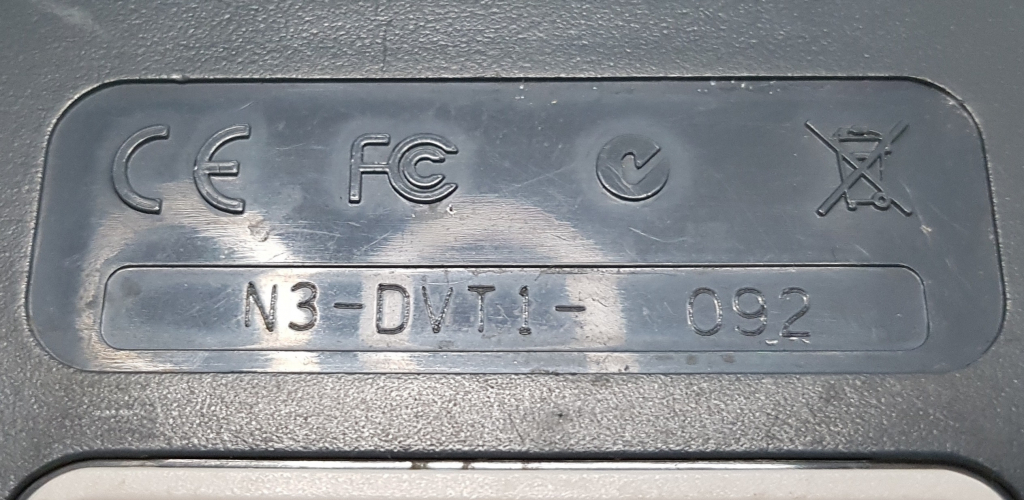 CE FC
N3-DVT1- 092